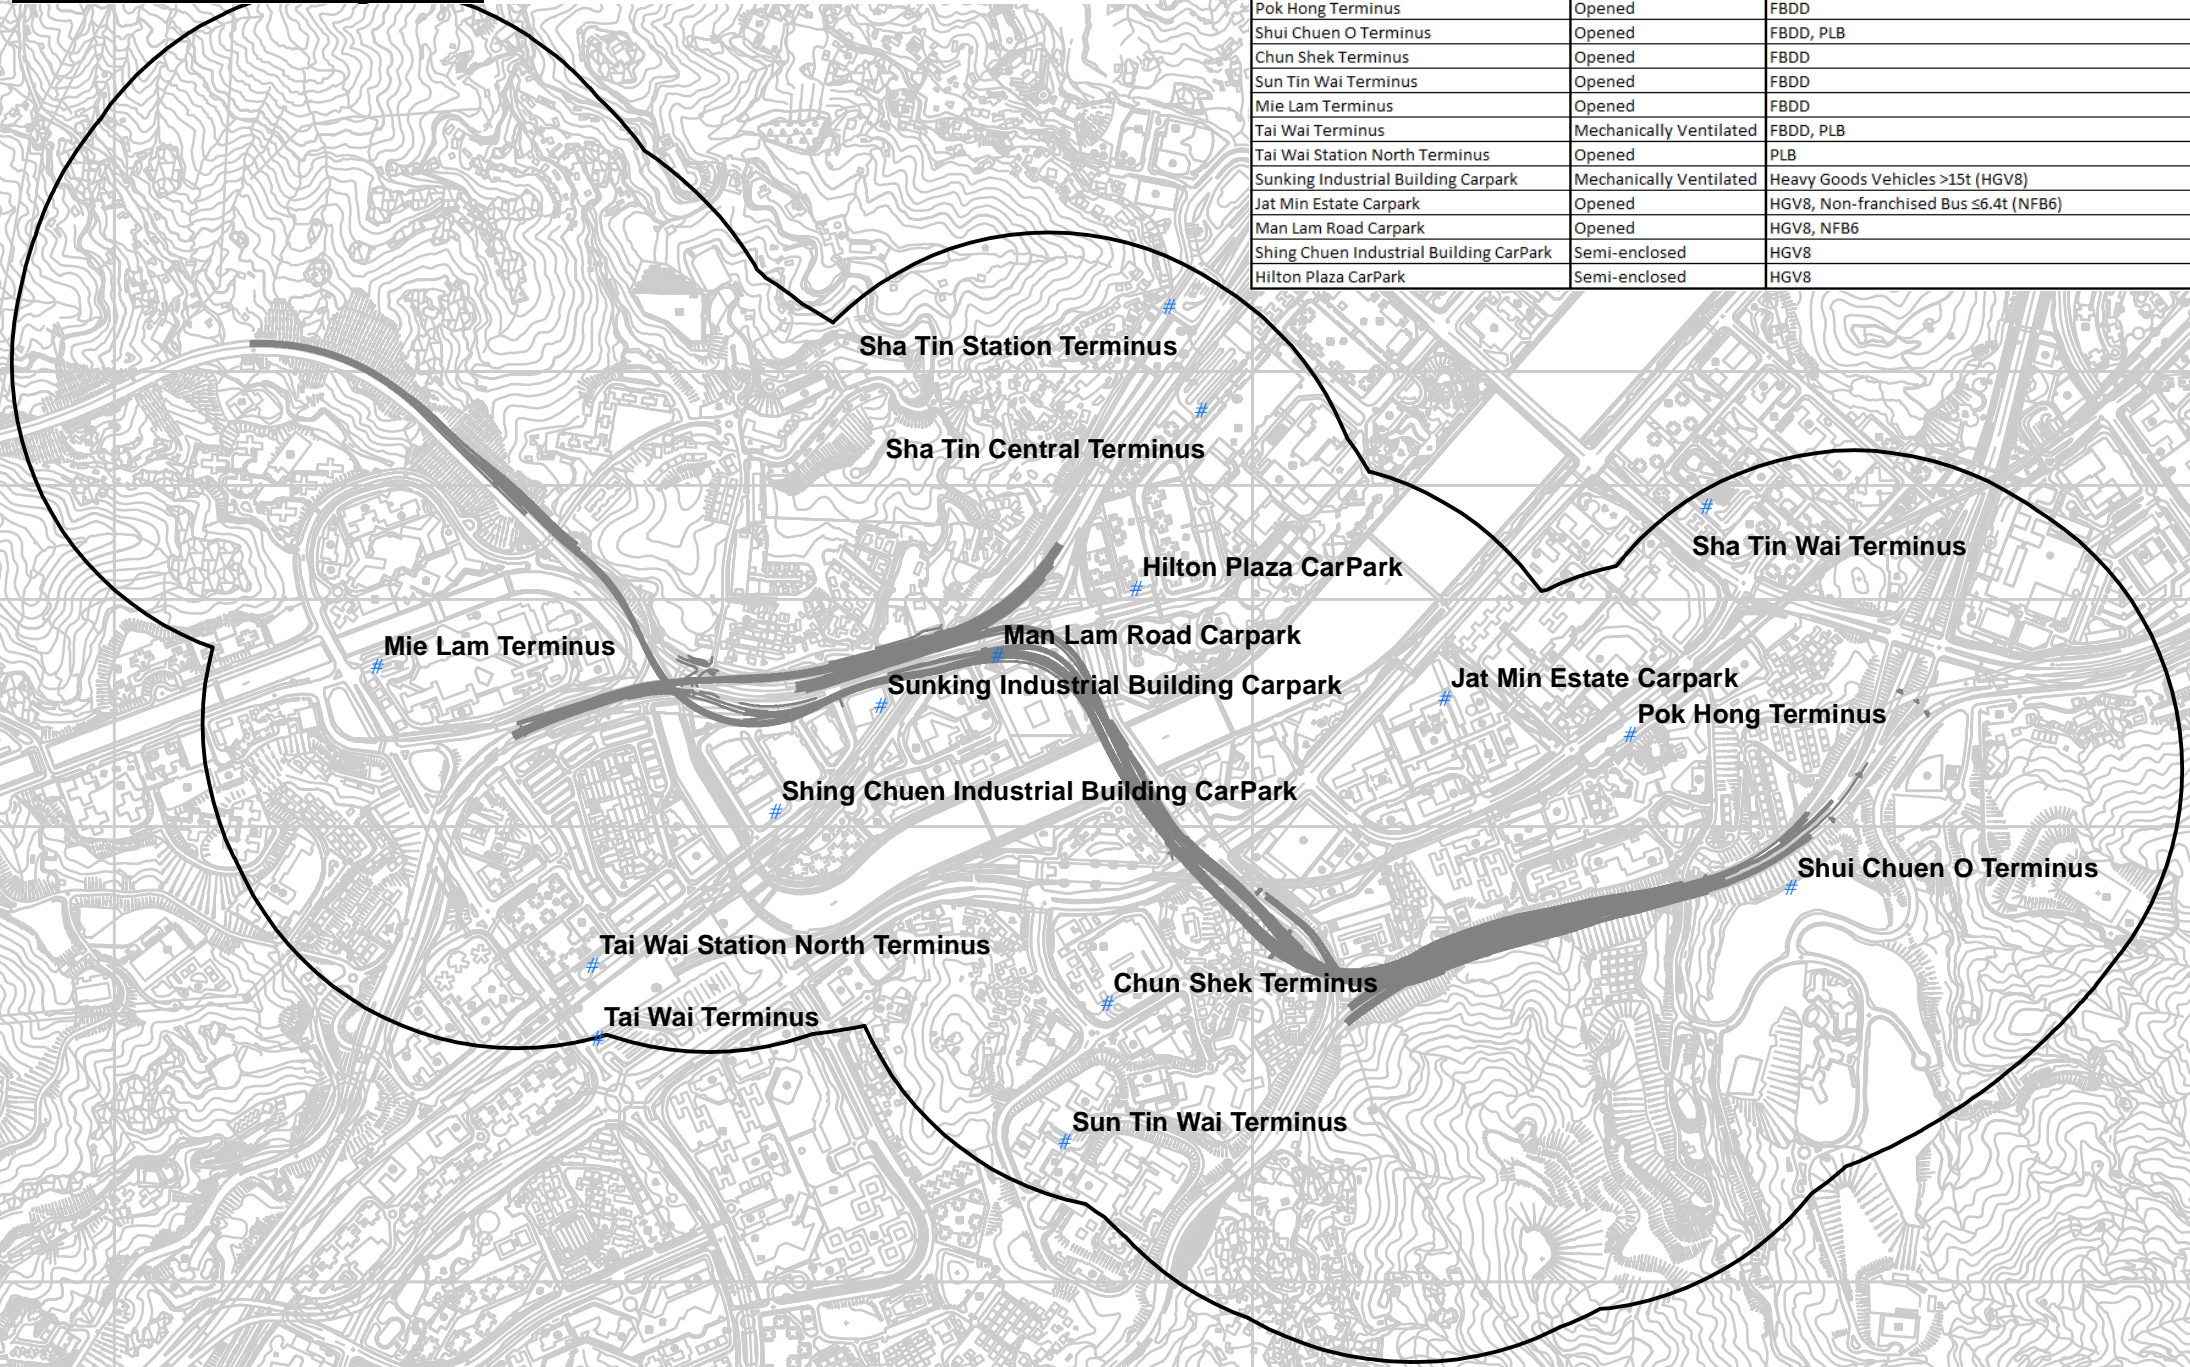 Pok Hong Terminus Opened FBDD
Shui Chuen O Terminus Opened FBDD, PLB
Chun Shek Terminus Opened FBDD
Sun Tin Wai Terminus Opened FBDD
Mie Lam Terminus Opened FBDD
Tai Wai Terminus Mechanically Ventilated FBDD, PLB
Tai Wai Station North Terminus Opened PLB
Sunking Industrial Building Carpark Mechanically Ventilated Heavy Goods Vehicles >15t (HGV8)
Jat Min Estate Carpark Opened HGV8, Non-franchised Bus ≤6.4t (NFB6)
Man Lam Road Carpark Opened HGV8, NFB6
Shing Chuen Industrial Building CarPark Semi-enclosed HGV8
Hilton Plaza CarPark Semi-enclosed HGV8
#
Sha Tin Station Terminus
#
Sha Tin Central Terminus
#
Sha Tin Wai Terminus
Hilton Plaza CarPark
#
Man Lam Road Carpark
#
Mie Lam Terminus
#
Sunking Industrial Building Carpark
#
Jat Min Estate Carpark
#
Pok Hong Terminus
#
Shing Chuen Industrial Building CarPark
#
Shui Chuen O Terminus
#
Tai Wai Station North Terminus
#
Chun Shek Terminus
#
Tai Wai Terminus
#
Sun Tin Wai Terminus
#